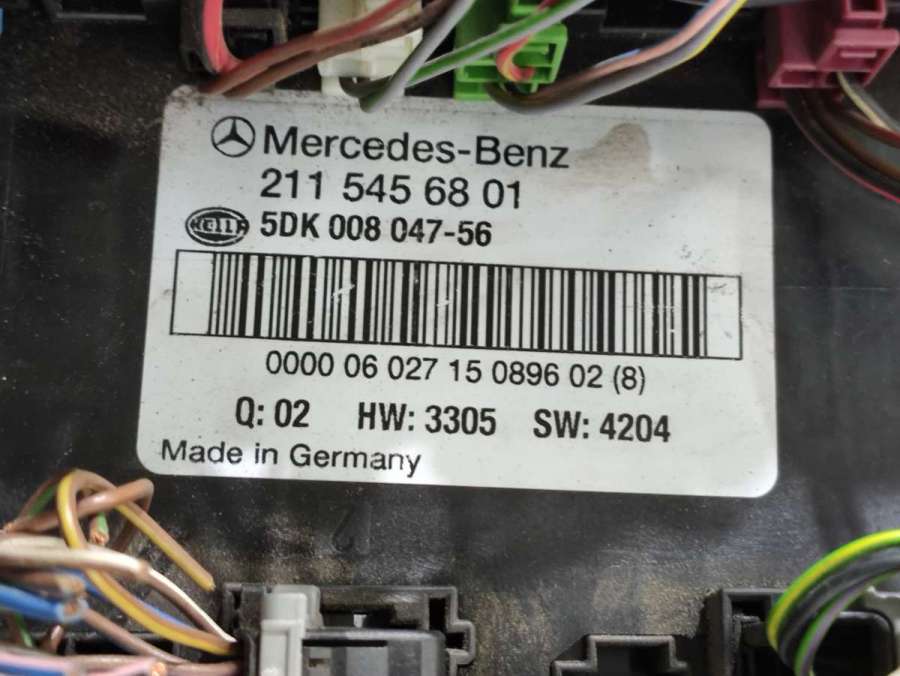 Mercedes-Benz
211 545 68 01
HELLA 5DK 008 047-56
0000 06 027 15 0896 02 (8)
Q: 02 HW: 3305 SW: 4204
Made in Germany